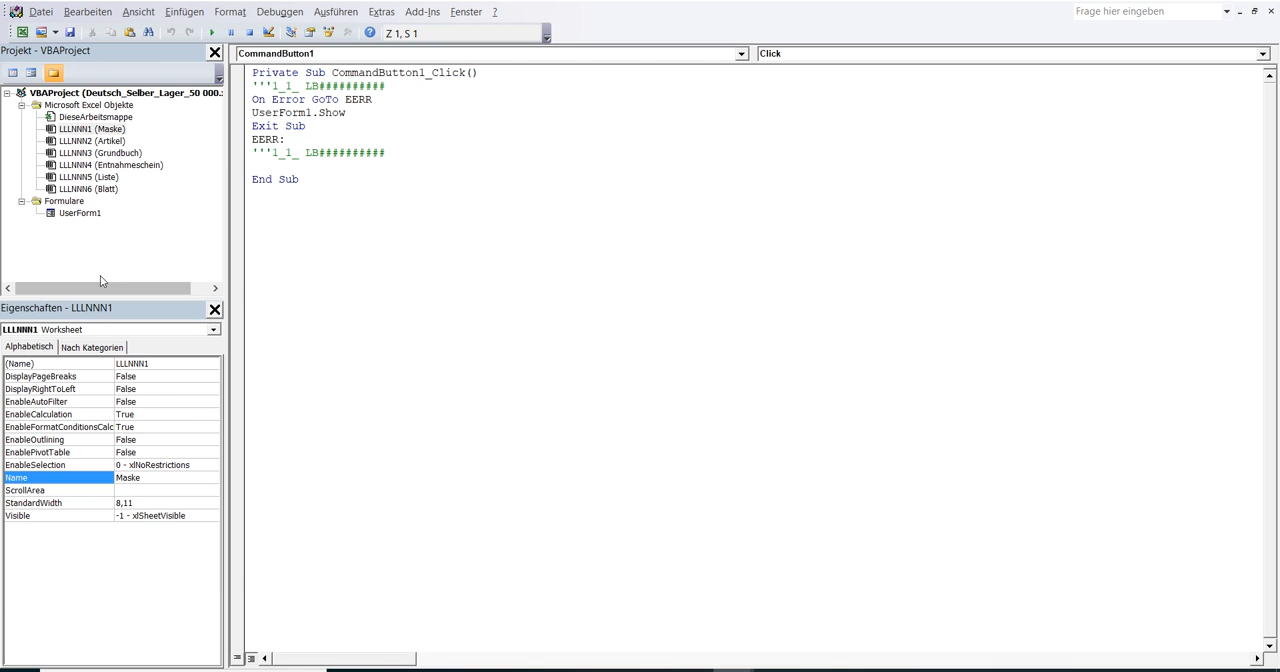 Datei Bearbeiten Ansicht Einfügen Format Debuggen Ausführen Extras Add-Ins Fenster ? Frage hier eingeben
Z 1, S 1
Projekt - VBAProject
CommandButton1 Click
VBAProject (Deutsch_Selber_Lager_50 000.
Microsoft Excel Objekte
DieseArbeitsmappe
LLLNNN1 (Maske)
LLLNNN2 (Artikel)
LLLNNN3 (Grundbuch)
LLLNNN4 (Entnahmeschein)
LLLNNN5 (Liste)
LLLNNN6 (Blatt)
Formulare
UserForm1
Private Sub CommandButton1_Click()
'''1_1_ LB##########
On Error GoTo EERR
UserForm1.Show
Exit Sub
EERR:
'''1_1_ LB##########
End Sub
Eigenschaften - LLLNNN1
LLLNNN1 Worksheet
Alphabetisch Nach Kategorien
(Name) LLLNNN1
DisplayPageBreaks False
DisplayRightToLeft False
EnableAutoFilter False
EnableCalculation True
EnableFormatConditionsCalc True
EnableOutlining False
EnablePivotTable False
EnableSelection 0 - xlNoRestrictions
Name Maske
ScrollArea
StandardWidth 8,11
Visible -1 - xlSheetVisible